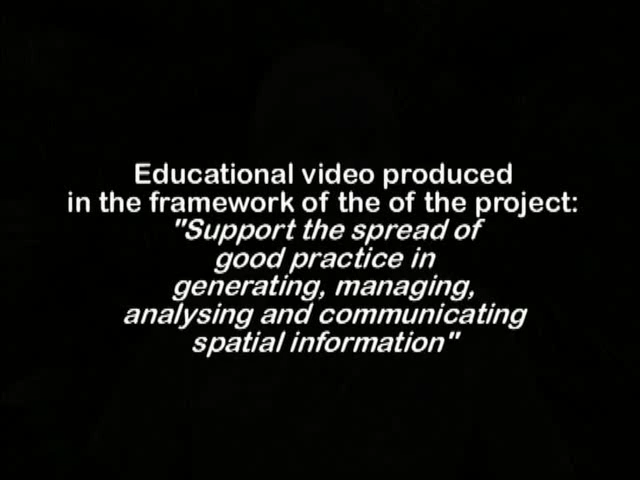 Educational video produced
in the framework of the of the project:
"Support the spread of
good practice in
generating, managing,
analysing and communicating
spatial information"